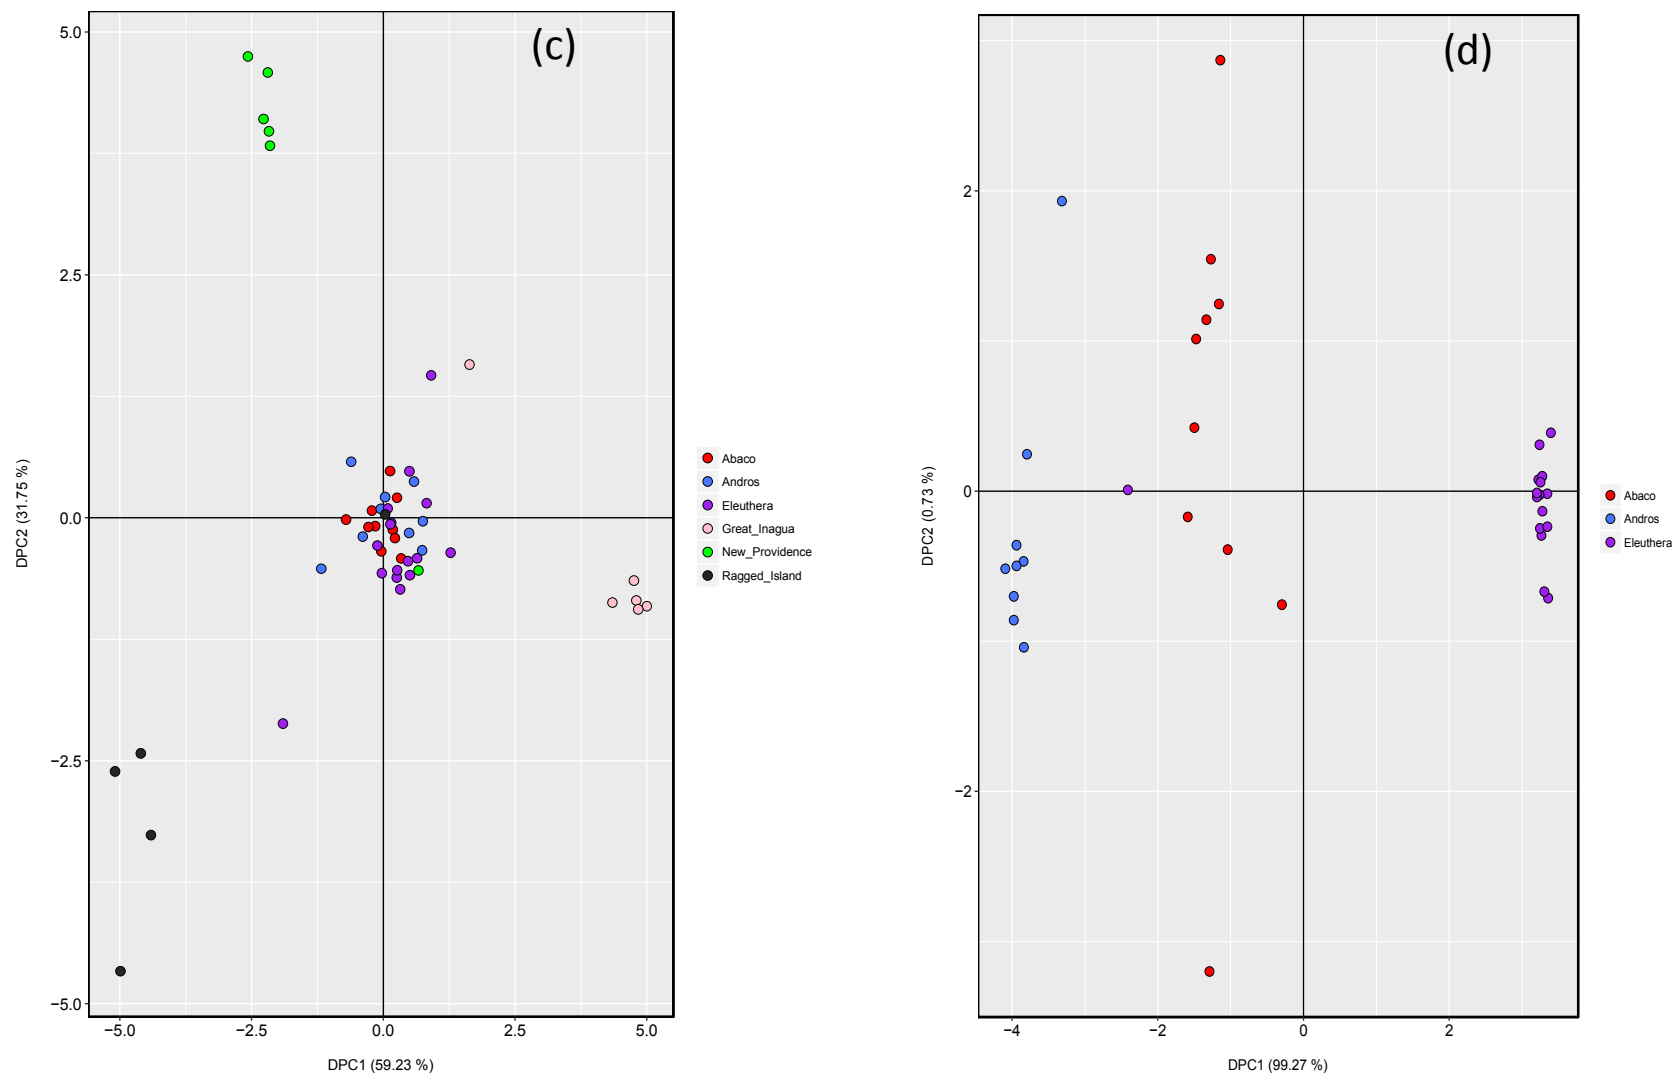 (c)
5.0
2.5
0.0
−2.5
−5.0
DPC2 (31.75 %)
−5.0
−2.5
0.0
2.5
5.0
DPC1 (59.23 %)
Abaco
Andros
Eleuthera
Great_Inagua
New_Providence
Ragged_Island
(d)
2
0
−2
DPC2 (0.73 %)
−4
−2
0
2
DPC1 (99.27 %)
Abaco
Andros
Eleuthera